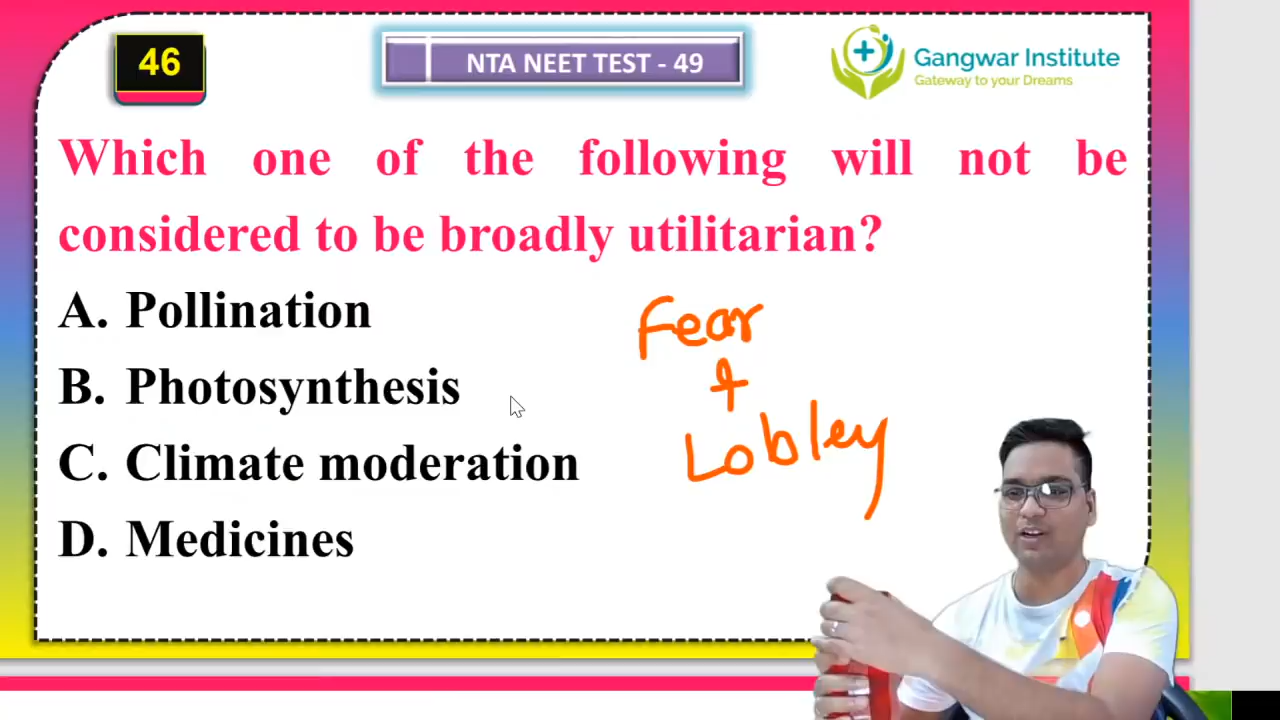 46
NTA NEET TEST - 49
Gangwar Institute
Gateway to your Dreams
Which one of the following will not be
considered to be broadly utilitarian?
A. Pollination
B. Photosynthesis
C. Climate moderation
D. Medicines
Fear
+
Lobley